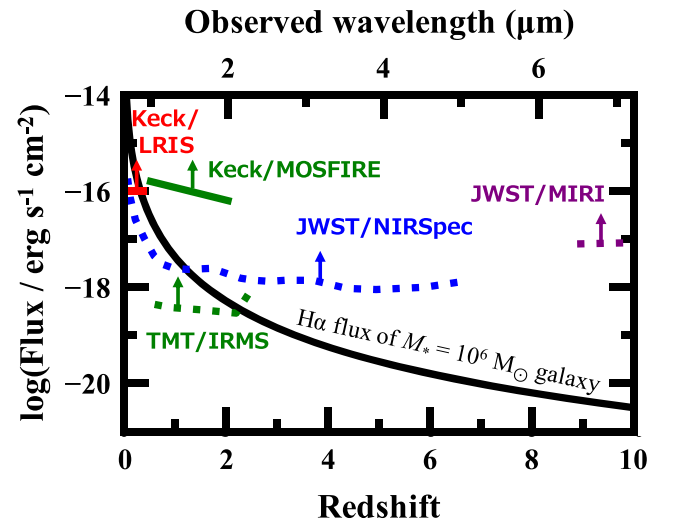 Observed wavelength (μm)
2 4 6
−14
−16
−18
−20
log(Flux / erg s⁻¹ cm⁻²)
Keck/
LRIS
Keck/MOSFIRE
JWST/MIRI
JWST/NIRSpec
TMT/IRMS
Hα flux of M* = 10⁶ M☉ galaxy
0 2 4 6 8 10
Redshift